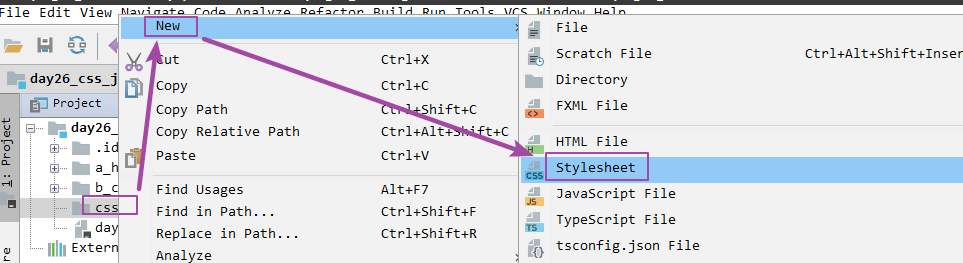 File Edit View Navigate Code Analyze Refactor Build Run Tools VCS Window Help
day26_css_j
Project
1: Project
day26_
.id
a_h
b_c
css
day
Extern
New
Cut Ctrl+X
Copy Ctrl+C
Copy Path Ctrl+Shift+C
Copy Relative Path Ctrl+Alt+Shift+C
Paste Ctrl+V
Find Usages Alt+F7
Find in Path... Ctrl+Shift+F
Replace in Path... Ctrl+Shift+R
Analyze
File
Scratch File Ctrl+Alt+Shift+Inser
Directory
FXML File
HTML File
Stylesheet
JavaScript File
TypeScript File
tsconfig.json File
H
CSS
JS
TS
re